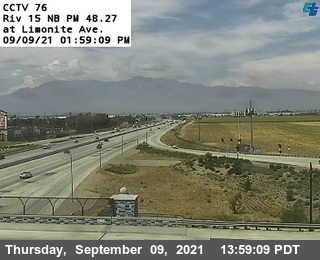 CCTV 76
Riv 15 NB PM 48.27
at Limonite Ave.
09/09/21 01:59:09 PM
Thursday, September 09, 2021 13:59:09 PDT